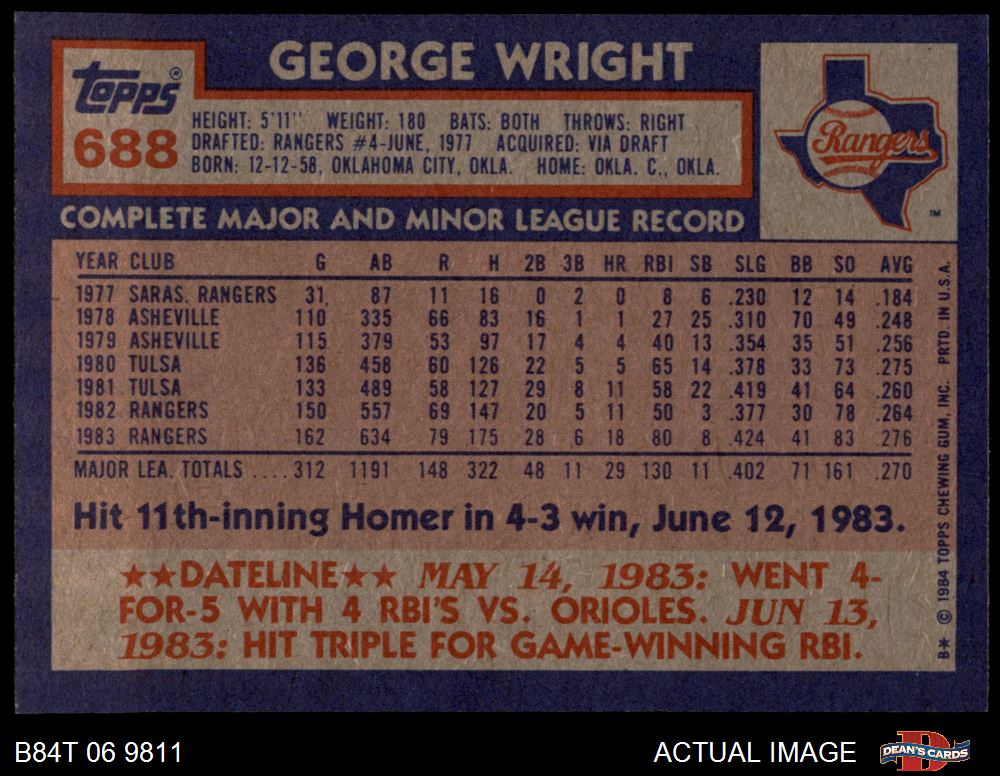 GEORGE WRIGHT
Topps®
688
HEIGHT: 5'11" WEIGHT: 180 BATS: BOTH THROWS: RIGHT
DRAFTED: RANGERS #4-JUNE, 1977 ACQUIRED: VIA DRAFT
BORN: 12-12-58, OKLAHOMA CITY, OKLA. HOME: OKLA. C., OKLA.
Rangers
TM
COMPLETE MAJOR AND MINOR LEAGUE RECORD
YEAR CLUB G AB R H 2B 3B HR RBI SB SLG BB SO AVG
1977 SARAS. RANGERS 31 87 11 16 0 2 0 8 6 .230 12 14 .184
1978 ASHEVILLE 110 335 66 83 16 1 1 27 25 .310 70 49 .248
1979 ASHEVILLE 115 379 53 97 17 4 4 40 13 .354 35 51 .256
1980 TULSA 136 458 60 126 22 5 5 65 14 .378 33 73 .275
1981 TULSA 133 489 58 127 29 8 11 58 22 .419 41 64 .260
1982 RANGERS 150 557 69 147 20 5 11 50 3 .377 30 78 .264
1983 RANGERS 162 634 79 175 28 6 18 80 8 .424 41 83 .276
MAJOR LEA. TOTALS .... 312 1191 148 322 48 11 29 130 11 .402 71 161 .270
Hit 11th-inning Homer in 4-3 win, June 12, 1983.
★★DATELINE★★ MAY 14, 1983: WENT 4-
FOR-5 WITH 4 RBI'S VS. ORIOLES. JUN 13,
1983: HIT TRIPLE FOR GAME-WINNING RBI.
B* © 1984 TOPPS CHEWING GUM, INC. PRTD. IN U.S.A.
B84T 06 9811
ACTUAL IMAGE
D
DEAN'S CARDS